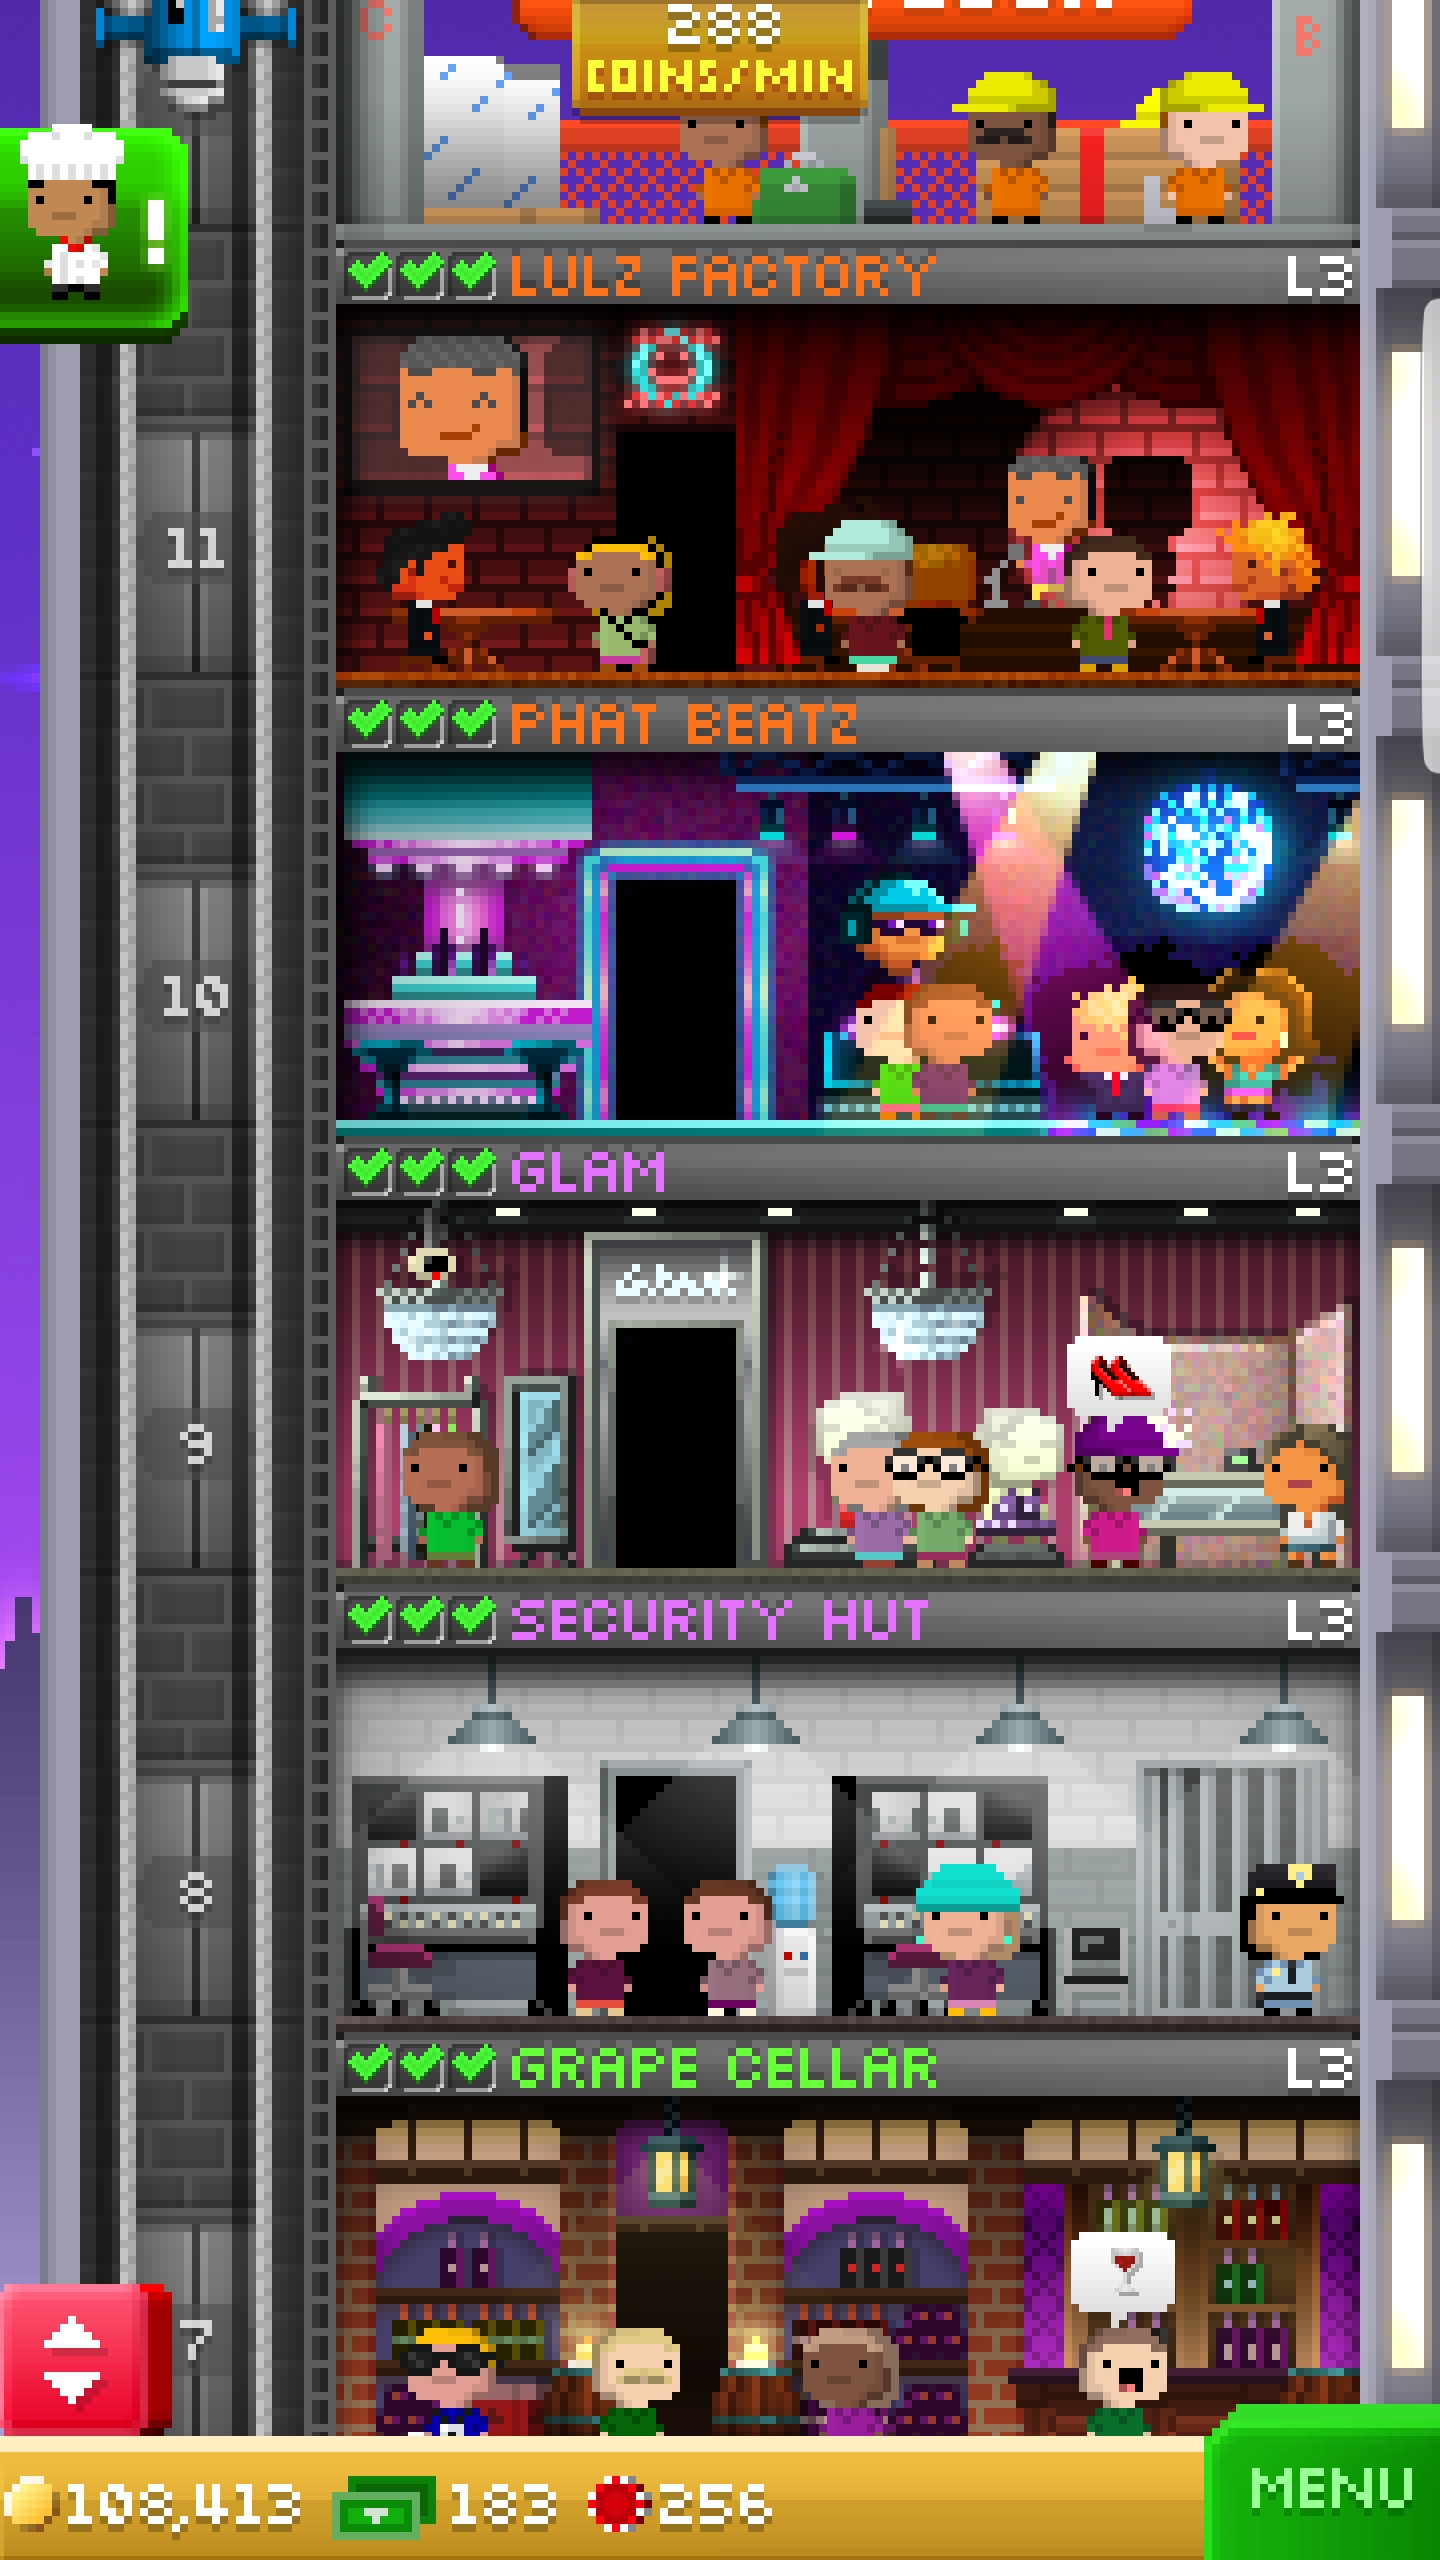 C
B
288
COINS/MIN
!
LULZ FACTORY
L3
11
PHAT BEATZ
L3
10
GLAM
L3
9
SECURITY HUT
L3
8
GRAPE CELLAR
L3
7
108,413
183
256
MENU